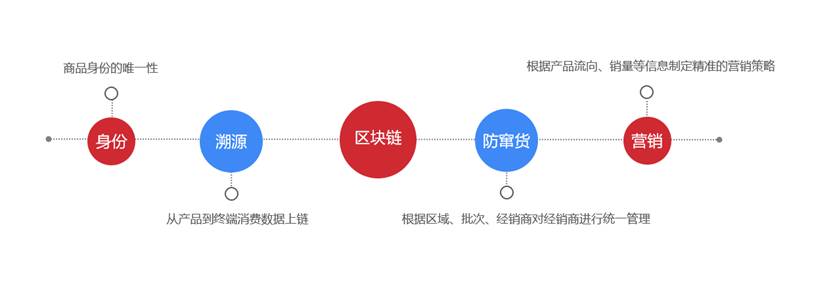 商品身份的唯一性
根据产品流向、销量等信息制定精准的营销策略
身份
溯源
区块链
防窜货
营销
从产品到终端消费数据上链
根据区域、批次、经销商对经销商进行统一管理